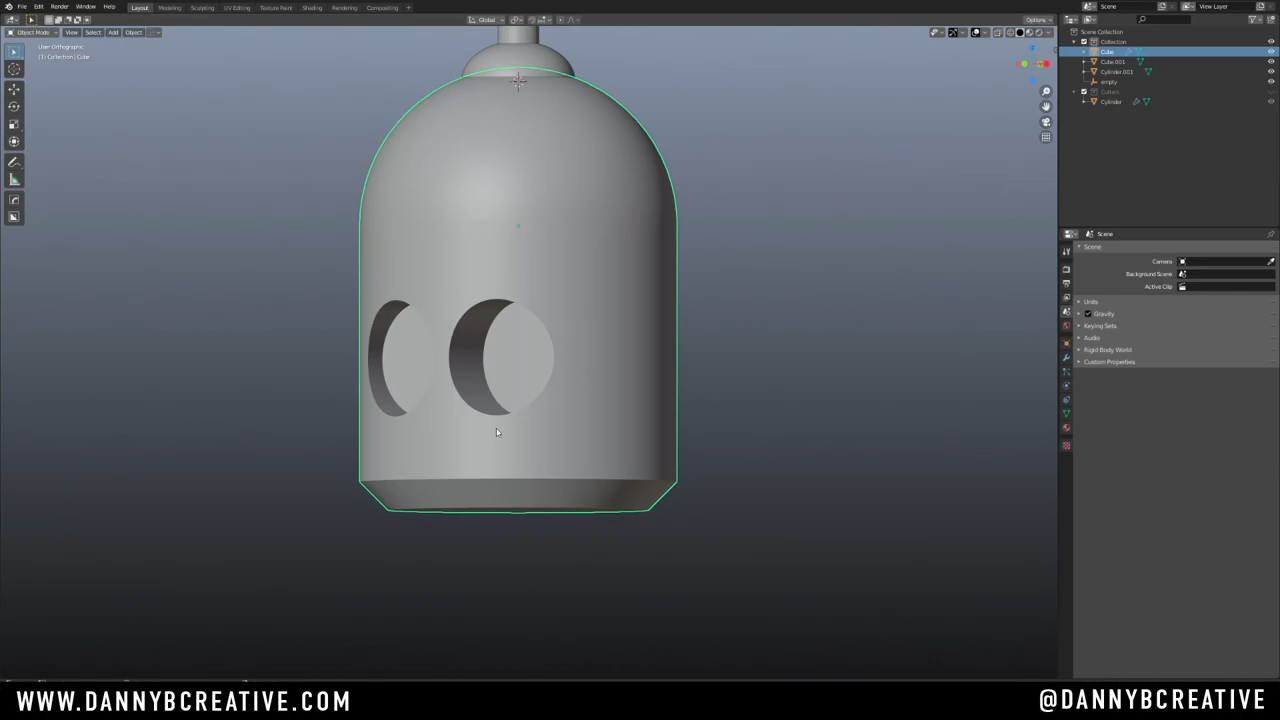 File Edit Render Window Help Layout Modeling Sculpting UV Editing Texture Paint Shading Rendering Compositing Scene View Layer
Global Options
Object Mode View Select Add Object
User Orthographic
(1) Collection | Cube
Scene Collection
Collection
Cube
Cube.001
Cylinder.001
empty
Cutters
Cylinder
Scene
Scene
Camera
Background Scene
Active Clip
Units
Gravity
Keying Sets
Audio
Rigid Body World
Custom Properties
WWW.DANNYBCREATIVE.COM @DANNYBCREATIVE